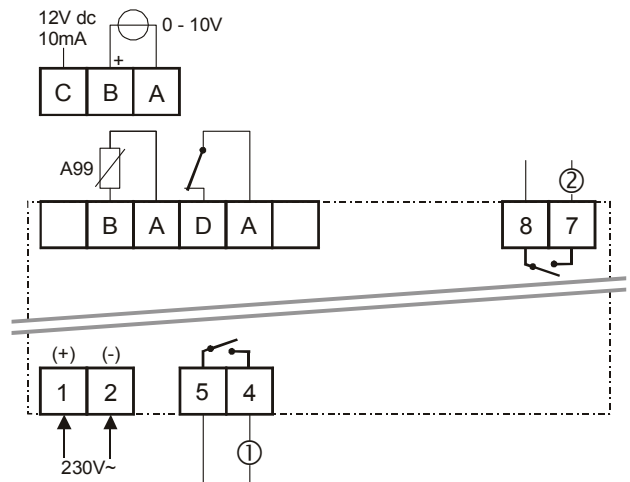 12V dc
10mA
0 - 10V
+
C B A
A99
B A D A
②
8 7
(+) (-)
1 2
5 4
①
230V~